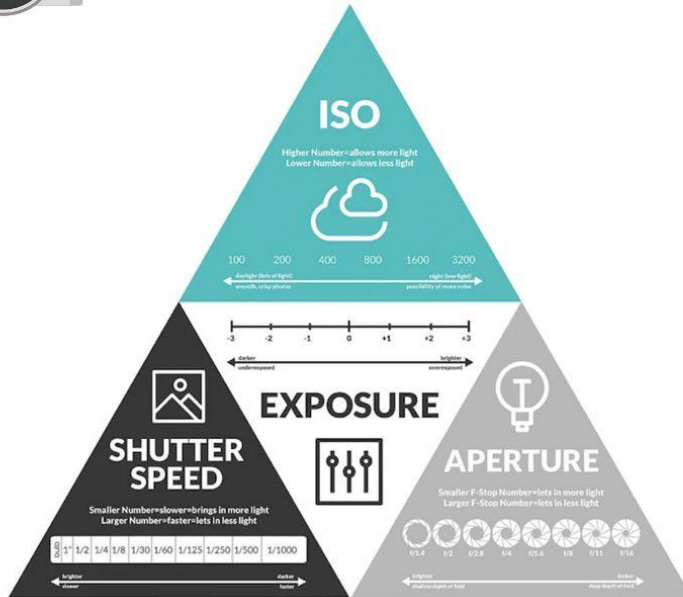 ISO
Higher Number=allows more light
Lower Number=allows less light
100 200 400 800 1600 3200
daylight (lots of light) night (low light)
smooth, crisp photos possibility of more noise
-3 -2 -1 0 +1 +2 +3
darker brighter
underexposed overexposed
EXPOSURE
SHUTTER
SPEED
Smaller Number=slower=brings in more light
Larger Number=faster=lets in less light
BULB 1" 1/2 1/4 1/8 1/30 1/60 1/125 1/250 1/500 1/1000
brighter darker
slower faster
APERTURE
Smaller F-Stop Number=lets in more light
Larger F-Stop Number=lets in less light
f/1.4 f/2 f/2.8 f/4 f/5.6 f/8 f/11 f/16
brighter darker
shallow depth of field deep depth of field